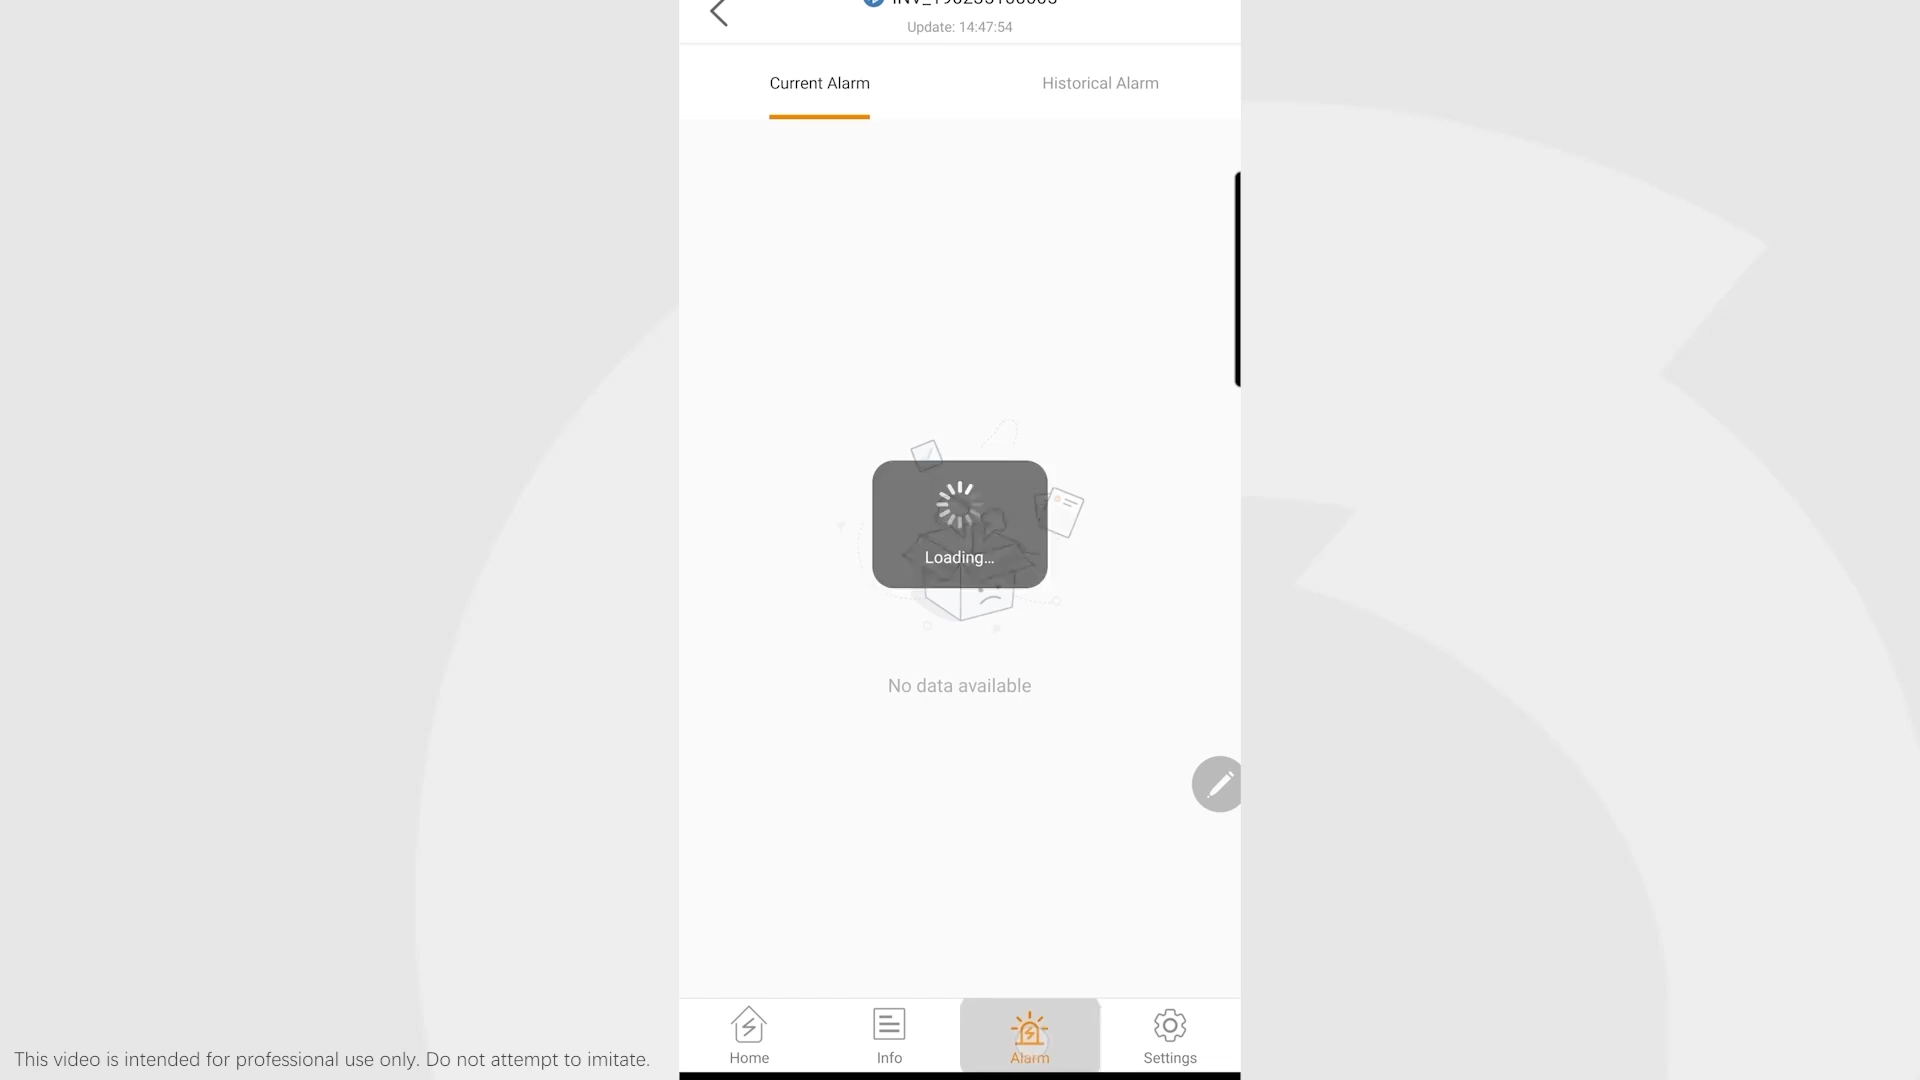 Update: 14:47:54
Current Alarm
Historical Alarm
Loading...
No data available
Home
Info
Alarm
Settings
This video is intended for professional use only. Do not attempt to imitate.